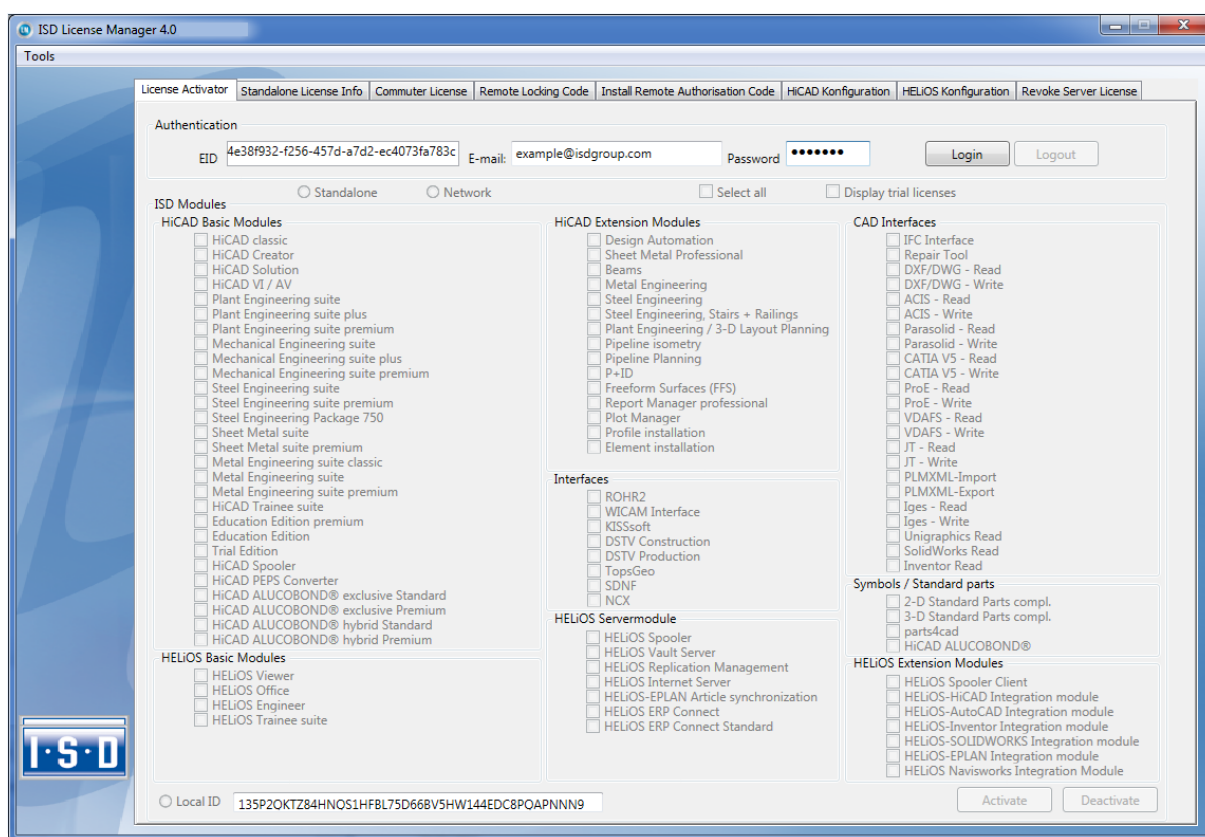 ISD License Manager 4.0
Tools
License Activator Standalone License Info Commuter License Remote Locking Code Install Remote Authorisation Code HiCAD Konfiguration HELiOS Konfiguration Revoke Server License
Authentication
EID 4e38f932-f256-457d-a7d2-ec4073fa783c E-mail: example@isdgroup.com Password ●●●●●●● Login Logout
Standalone Network Select all Display trial licenses
ISD Modules
HiCAD Basic Modules
HiCAD classic
HiCAD Creator
HiCAD Solution
HiCAD VI / AV
Plant Engineering suite
Plant Engineering suite plus
Plant Engineering suite premium
Mechanical Engineering suite
Mechanical Engineering suite plus
Mechanical Engineering suite premium
Steel Engineering suite
Steel Engineering suite premium
Steel Engineering Package 750
Sheet Metal suite
Sheet Metal suite premium
Metal Engineering suite classic
Metal Engineering suite
Metal Engineering suite premium
HiCAD Trainee suite
Education Edition premium
Education Edition
Trial Edition
HiCAD Spooler
HiCAD PEPS Converter
HiCAD ALUCOBOND® exclusive Standard
HiCAD ALUCOBOND® exclusive Premium
HiCAD ALUCOBOND® hybrid Standard
HiCAD ALUCOBOND® hybrid Premium
HELiOS Basic Modules
HELiOS Viewer
HELiOS Office
HELiOS Engineer
HELiOS Trainee suite
HiCAD Extension Modules
Design Automation
Sheet Metal Professional
Beams
Metal Engineering
Steel Engineering
Steel Engineering, Stairs + Railings
Plant Engineering / 3-D Layout Planning
Pipeline isometry
Pipeline Planning
P+ID
Freeform Surfaces (FFS)
Report Manager professional
Plot Manager
Profile installation
Element installation
Interfaces
ROHR2
WICAM Interface
KISSsoft
DSTV Construction
DSTV Production
TopsGeo
SDNF
NCX
HELiOS Servermodule
HELiOS Spooler
HELiOS Vault Server
HELiOS Replication Management
HELiOS Internet Server
HELiOS-EPLAN Article synchronization
HELiOS ERP Connect
HELiOS ERP Connect Standard
CAD Interfaces
IFC Interface
Repair Tool
DXF/DWG - Read
DXF/DWG - Write
ACIS - Read
ACIS - Write
Parasolid - Read
Parasolid - Write
CATIA V5 - Read
CATIA V5 - Write
ProE - Read
ProE - Write
VDAFS - Read
VDAFS - Write
JT - Read
JT - Write
PLMXML-Import
PLMXML-Export
Iges - Read
Iges - Write
Unigraphics Read
SolidWorks Read
Inventor Read
Symbols / Standard parts
2-D Standard Parts compl.
3-D Standard Parts compl.
parts4cad
HiCAD ALUCOBOND®
HELiOS Extension Modules
HELiOS Spooler Client
HELiOS-HiCAD Integration module
HELiOS-AutoCAD Integration module
HELiOS-Inventor Integration module
HELiOS-SOLIDWORKS Integration module
HELiOS-EPLAN Integration module
HELiOS Navisworks Integration Module
I·S·D
Local ID 135P2OKTZ84HNQS1HFBL75D66BV5HW144EDC8POAPNNN9 Activate Deactivate